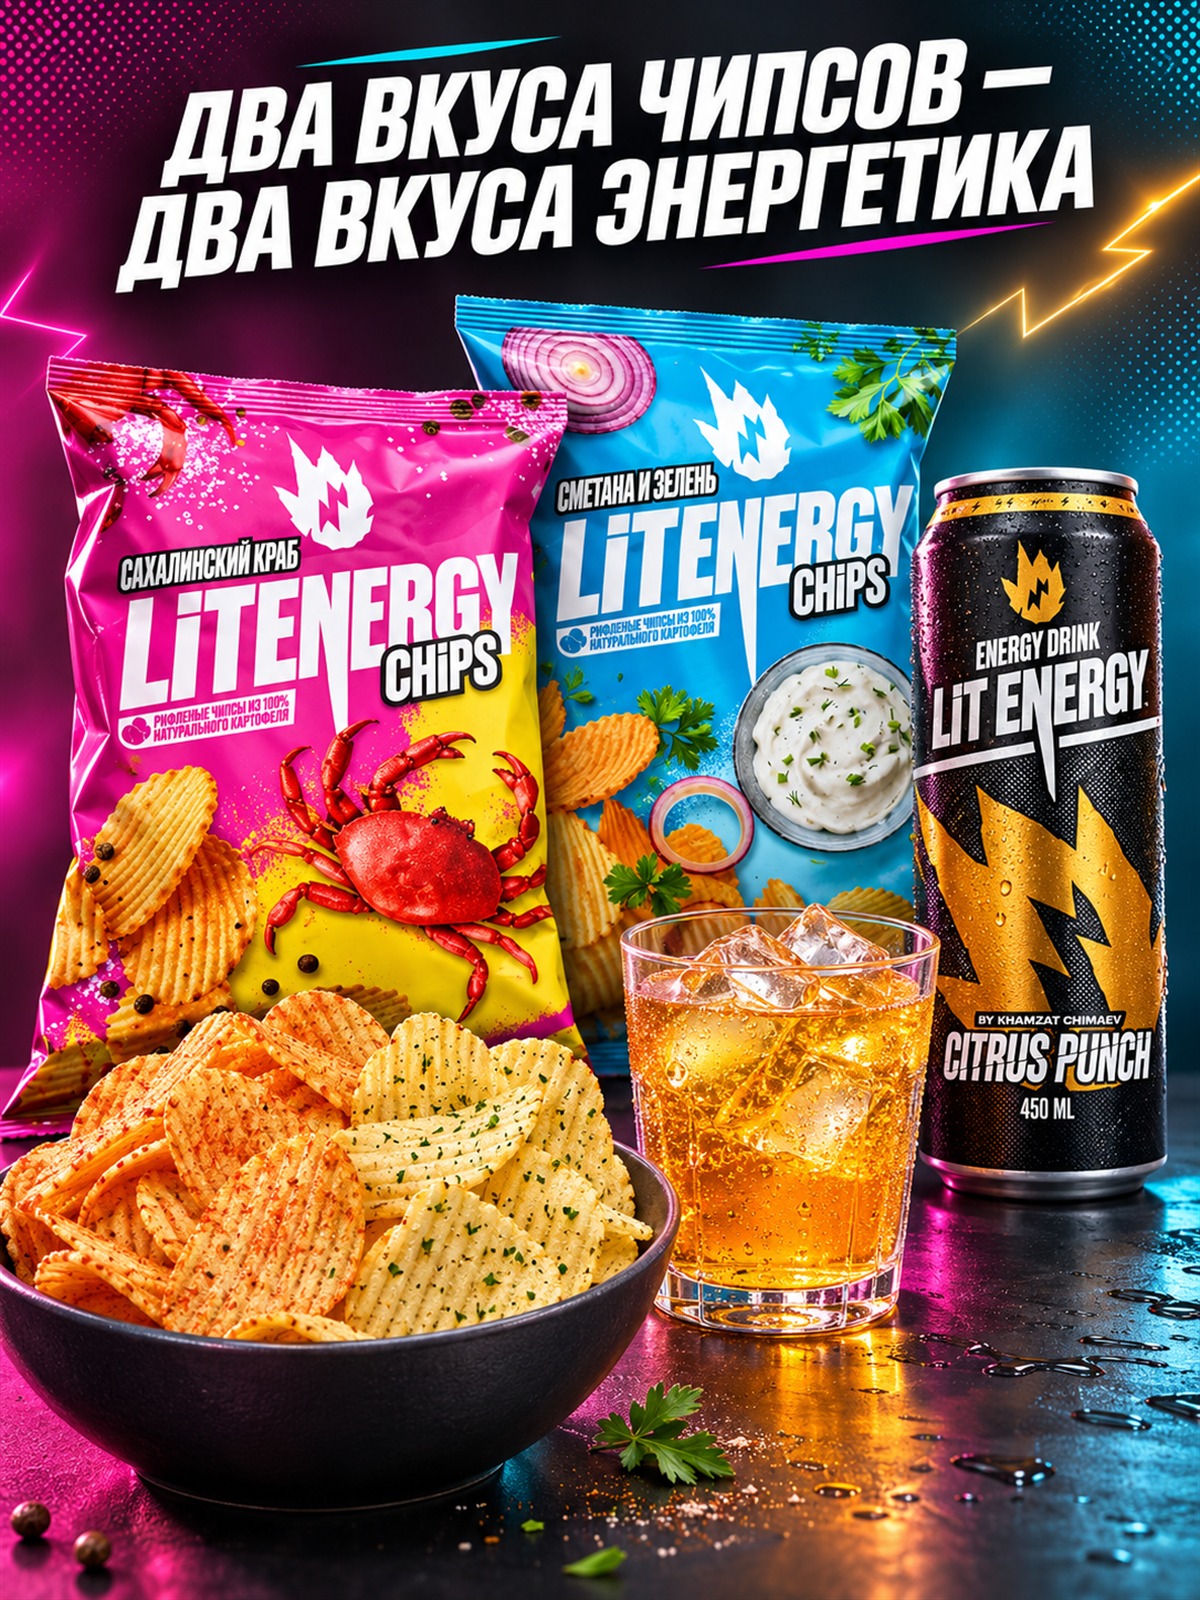 ДВА ВКУСА ЧИПСОВ –
ДВА ВКУСА ЭНЕРГЕТИКА
САХАЛИНСКИЙ КРАБ
LiTENERGY
CHiPS
РИФЛЕНЫЕ ЧИПСЫ ИЗ 100%
НАТУРАЛЬНОГО КАРТОФЕЛЯ
СМЕТАНА И ЗЕЛЕНЬ
LiTENERGY
CHiPS
РИФЛЕНЫЕ ЧИПСЫ ИЗ 100%
НАТУРАЛЬНОГО КАРТОФЕЛЯ
ENERGY DRINK
LiT ENERGY
BY KHAMZAT CHIMAEV
CITRUS PUNCH
450 ML